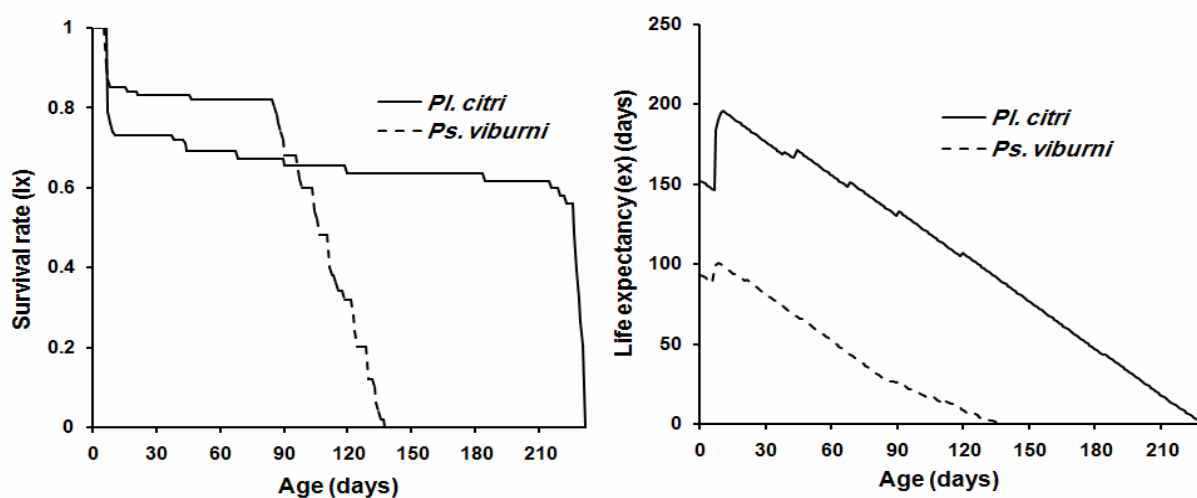 Survival rate (lx)
1
0.8
0.6
0.4
0.2
0
0 30 60 90 120 150 180 210
Age (days)
Pl. citri
Ps. viburni
Life expectancy (ex) (days)
250
200
150
100
50
0
0 30 60 90 120 150 180 210
Age (days)
Pl. citri
Ps. viburni